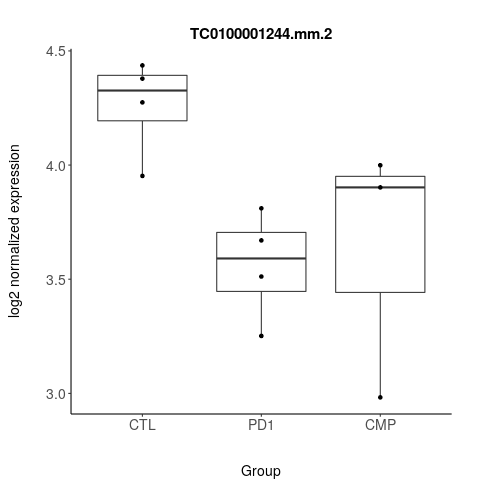 TC0100001244.mm.2
log2 normalized expression
4.5
4.0
3.5
3.0
CTL PD1 CMP
Group